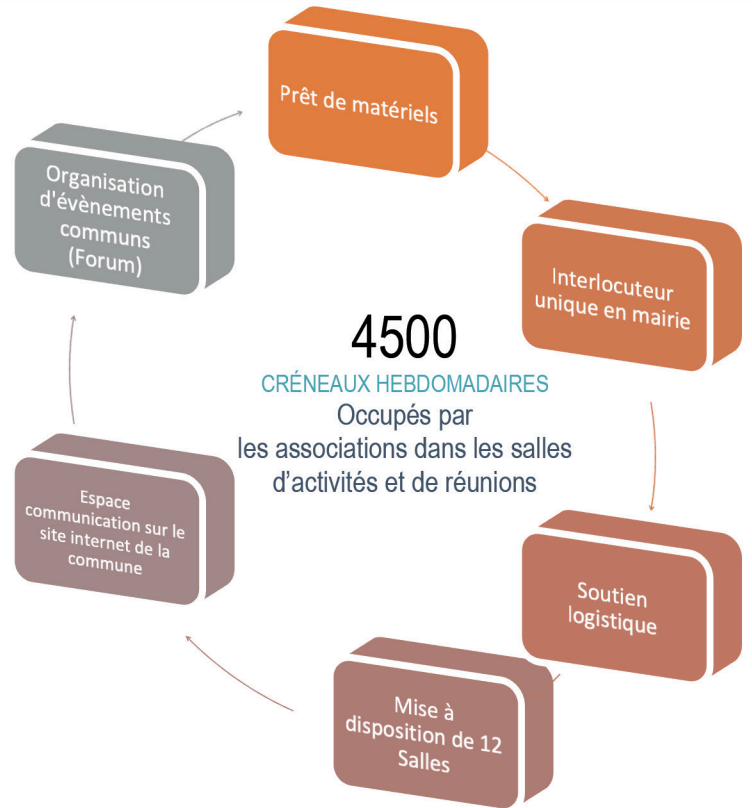 Prêt de matériels
Interlocuteur
unique en mairie
Soutien
logistique
Mise à
disposition de 12
Salles
Espace
communication sur le
site internet de la
commune
Organisation
d'évènements
communs
(Forum)
4500
CRÉNEAUX HEBDOMADAIRES
Occupés par
les associations dans les salles
d’activités et de réunions